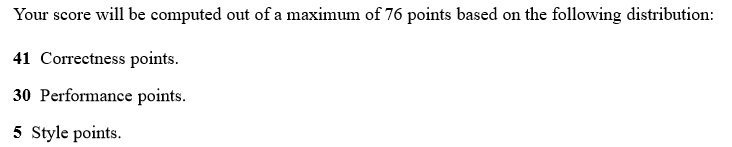 Your score will be computed out of a maximum of 76 points based on the following distribution:
41 Correctness points.
30 Performance points.
5 Style points.